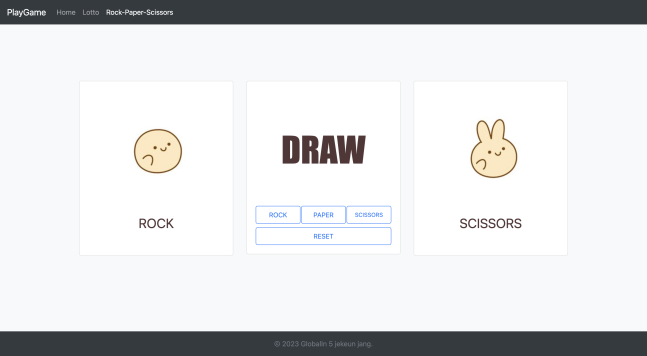 PlayGame Home Lotto Rock-Paper-Scissors
DRAW
ROCK PAPER SCISSORS
RESET
ROCK
SCISSORS
© 2023 Globalin 5 jekeun jang.